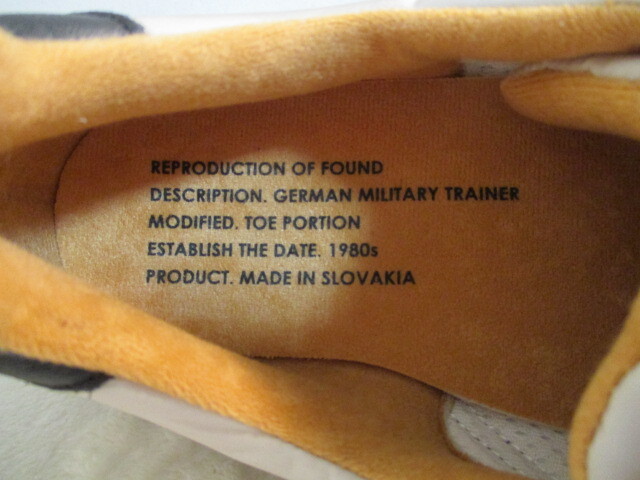 REPRODUCTION OF FOUND
DESCRIPTION. GERMAN MILITARY TRAINER
MODIFIED. TOE PORTION
ESTABLISH THE DATE. 1980s
PRODUCT. MADE IN SLOVAKIA